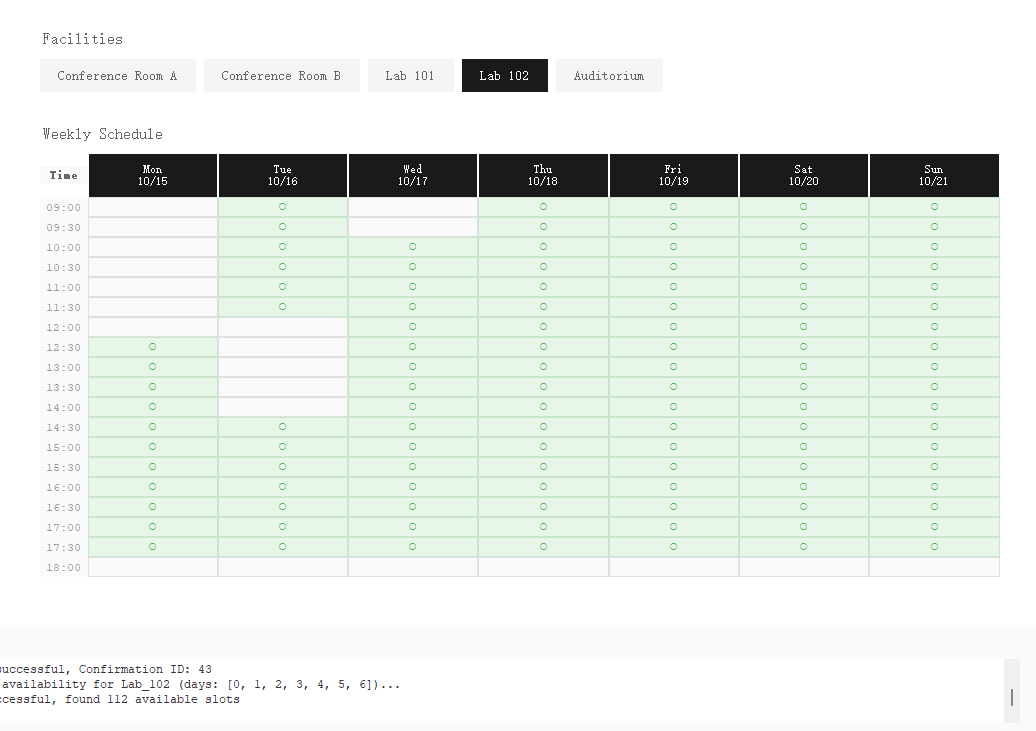 Facilities
Conference Room A Conference Room B Lab 101 Lab 102 Auditorium
Weekly Schedule
Time Mon 10/15 Tue 10/16 Wed 10/17 Thu 10/18 Fri 10/19 Sat 10/20 Sun 10/21
09:00 ○ ○ ○ ○ ○
09:30 ○ ○ ○ ○ ○
10:00 ○ ○ ○ ○ ○ ○
10:30 ○ ○ ○ ○ ○ ○
11:00 ○ ○ ○ ○ ○ ○
11:30 ○ ○ ○ ○ ○ ○
12:00 ○ ○ ○ ○ ○
12:30 ○ ○ ○ ○ ○ ○
13:00 ○ ○ ○ ○ ○ ○
13:30 ○ ○ ○ ○ ○ ○
14:00 ○ ○ ○ ○ ○ ○
14:30 ○ ○ ○ ○ ○ ○ ○
15:00 ○ ○ ○ ○ ○ ○ ○
15:30 ○ ○ ○ ○ ○ ○ ○
16:00 ○ ○ ○ ○ ○ ○ ○
16:30 ○ ○ ○ ○ ○ ○ ○
17:00 ○ ○ ○ ○ ○ ○ ○
17:30 ○ ○ ○ ○ ○ ○ ○
18:00
uccessful, Confirmation ID: 43
availability for Lab_102 (days: [0, 1, 2, 3, 4, 5, 6])...
ccessful, found 112 available slots